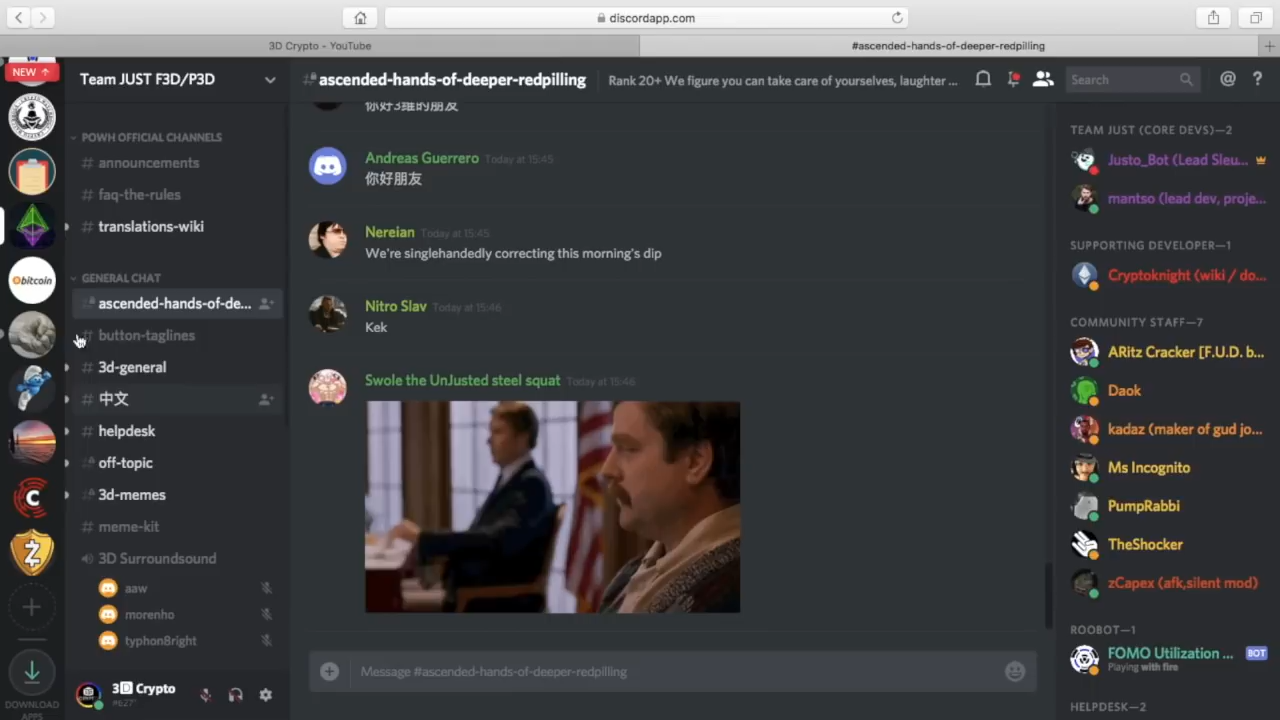 discordapp.com
3D Crypto - YouTube
#ascended-hands-of-deeper-redpilling
NEW ↑
Team JUST F3D/P3D
#ascended-hands-of-deeper-redpilling
Rank 20+ We figure you can take care of yourselves, laughter ...
Search
POWH OFFICIAL CHANNELS
# announcements
# faq-the-rules
# translations-wiki
GENERAL CHAT
# ascended-hands-of-de...
# button-taglines
# 3d-general
# 中文
# helpdesk
# off-topic
# 3d-memes
# meme-kit
3D Surroundsound
aaw
morenho
typhon8right
3D Crypto
DOWNLOAD
APPS
bitcoin
你好3维的朋友
Andreas Guerrero Today at 15:45
你好朋友
Nereian Today at 15:45
We're singlehandedly correcting this morning's dip
Nitro Slav Today at 15:46
Kek
Swole the UnJusted steel squat Today at 15:46
Message #ascended-hands-of-deeper-redpilling
TEAM JUST (CORE DEVS)—2
Justo_Bot (Lead Sleu...
mantso (lead dev, proje...
SUPPORTING DEVELOPER—1
Cryptoknight (wiki / do...
COMMUNITY STAFF—7
ARitz Cracker [F.U.D. b...
Daok
kadaz (maker of gud jo...
Ms Incognito
PumpRabbi
TheShocker
zCapex (afk,silent mod)
ROOBOT—1
FOMO Utilization ... BOT
Playing with fire
HELPDESK—2